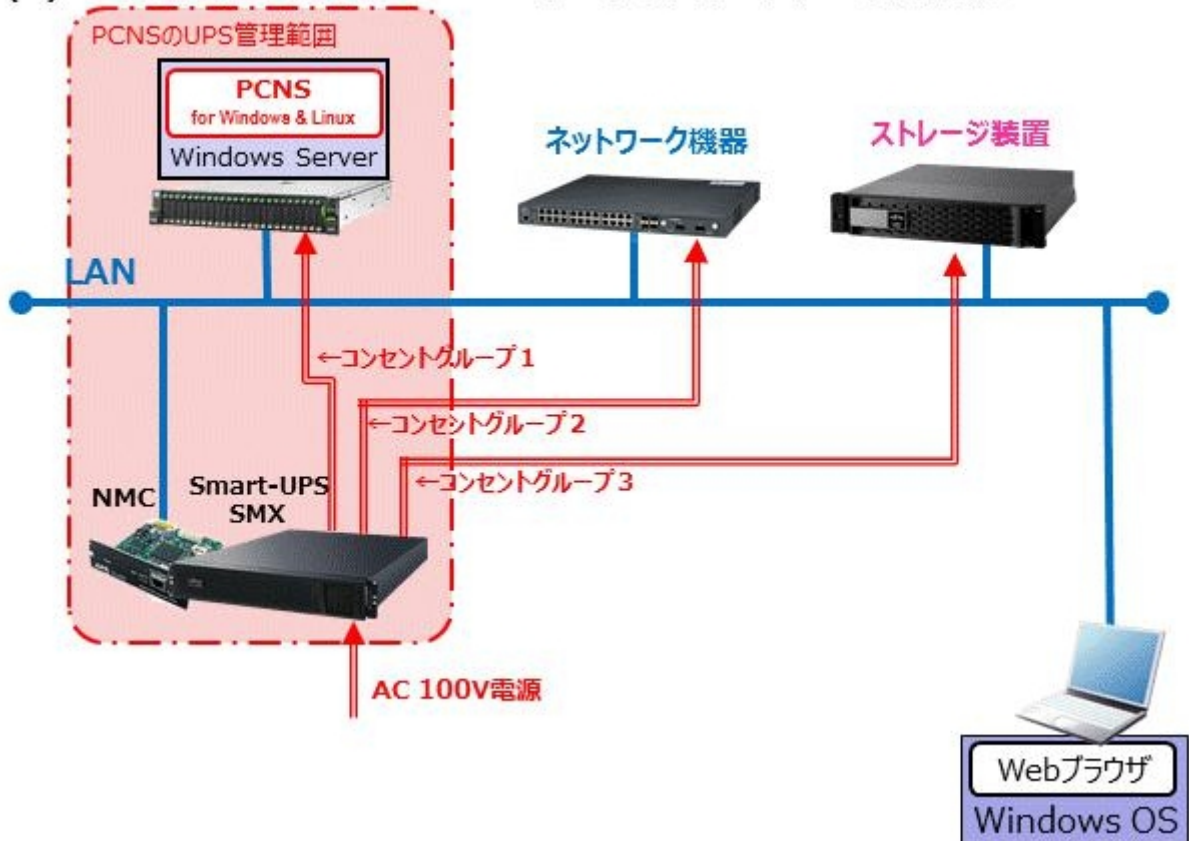 PCNSのUPS管理範囲
PCNS
for Windows & Linux
Windows Server
ネットワーク機器
ストレージ装置
LAN
←コンセントグループ1
←コンセントグループ2
←コンセントグループ3
NMC
Smart-UPS
SMX
AC 100V電源
Webブラウザ
Windows OS